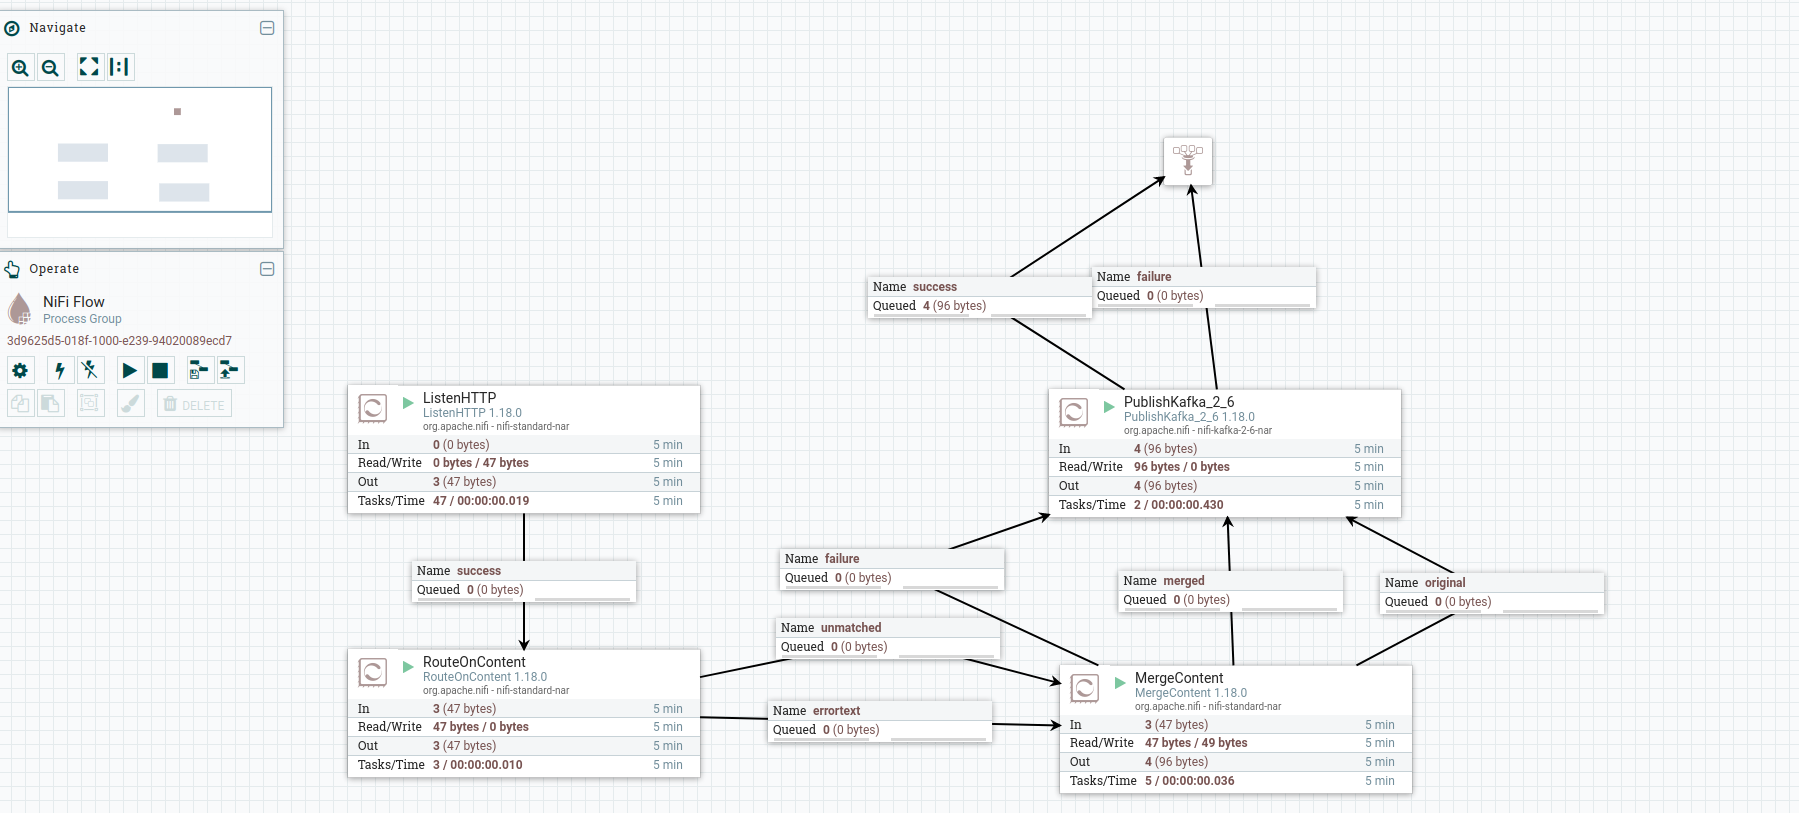 Navigate
Operate
NiFi Flow
Process Group
3d9625d5-018f-1000-e239-94020089ecd7
DELETE
Name success
Queued 4 (96 bytes)
Name failure
Queued 0 (0 bytes)
ListenHTTP
ListenHTTP 1.18.0
org.apache.nifi - nifi-standard-nar
In 0 (0 bytes) 5 min
Read/Write 0 bytes / 47 bytes 5 min
Out 3 (47 bytes) 5 min
Tasks/Time 47 / 00:00:00.019 5 min
PublishKafka_2_6
PublishKafka_2_6 1.18.0
org.apache.nifi - nifi-kafka-2-6-nar
In 4 (96 bytes) 5 min
Read/Write 96 bytes / 0 bytes 5 min
Out 4 (96 bytes) 5 min
Tasks/Time 2 / 00:00:00.430 5 min
Name success
Queued 0 (0 bytes)
Name failure
Queued 0 (0 bytes)
Name merged
Queued 0 (0 bytes)
Name original
Queued 0 (0 bytes)
Name unmatched
Queued 0 (0 bytes)
Name errortext
Queued 0 (0 bytes)
RouteOnContent
RouteOnContent 1.18.0
org.apache.nifi - nifi-standard-nar
In 3 (47 bytes) 5 min
Read/Write 47 bytes / 0 bytes 5 min
Out 3 (47 bytes) 5 min
Tasks/Time 3 / 00:00:00.010 5 min
MergeContent
MergeContent 1.18.0
org.apache.nifi - nifi-standard-nar
In 3 (47 bytes) 5 min
Read/Write 47 bytes / 49 bytes 5 min
Out 4 (96 bytes) 5 min
Tasks/Time 5 / 00:00:00.036 5 min